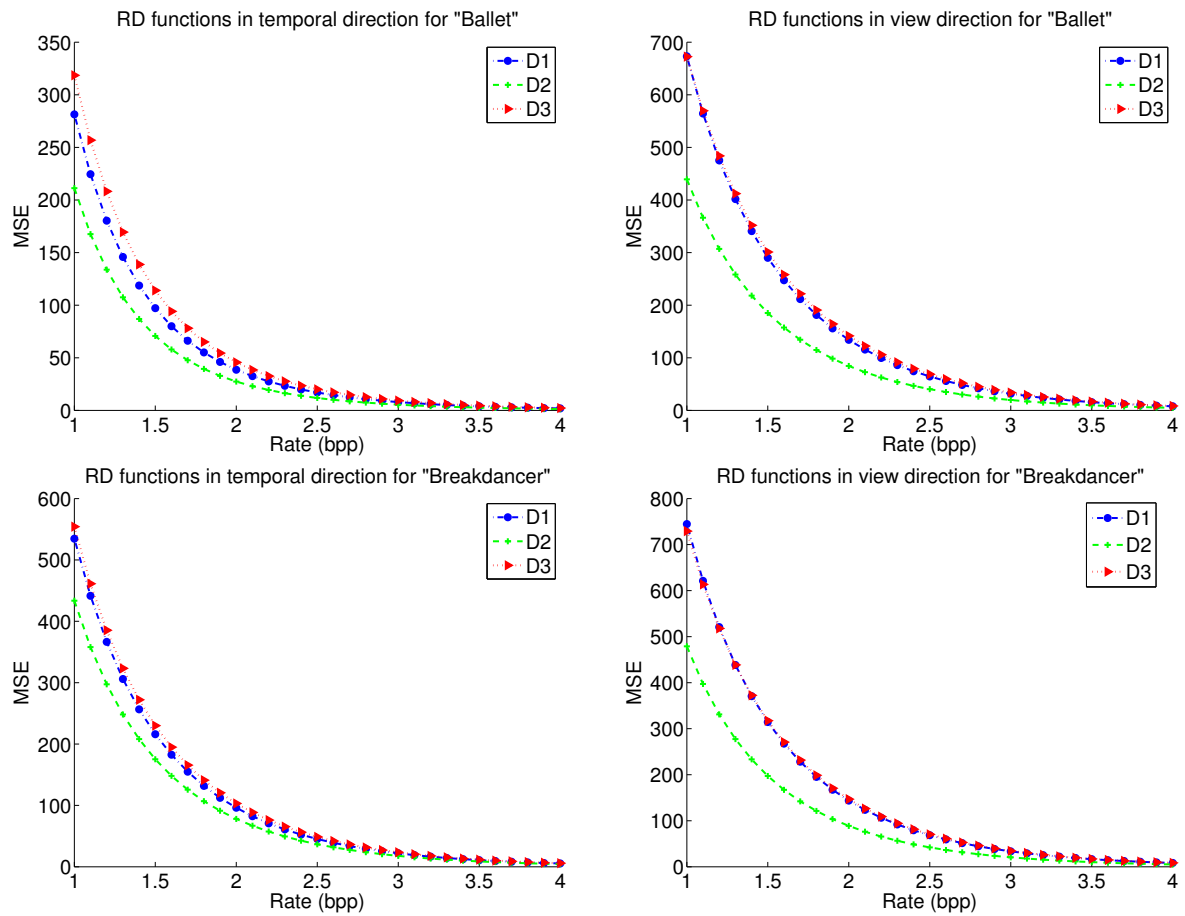 RD functions in temporal direction for "Ballet"
350
300
250
200
150
100
50
0
MSE
1 1.5 2 2.5 3 3.5 4
Rate (bpp)
D1
D2
D3
RD functions in view direction for "Ballet"
700
600
500
400
300
200
100
0
MSE
1 1.5 2 2.5 3 3.5 4
Rate (bpp)
D1
D2
D3
RD functions in temporal direction for "Breakdancer"
600
500
400
300
200
100
0
MSE
1 1.5 2 2.5 3 3.5 4
Rate (bpp)
D1
D2
D3
RD functions in view direction for "Breakdancer"
800
700
600
500
400
300
200
100
0
MSE
1 1.5 2 2.5 3 3.5 4
Rate (bpp)
D1
D2
D3